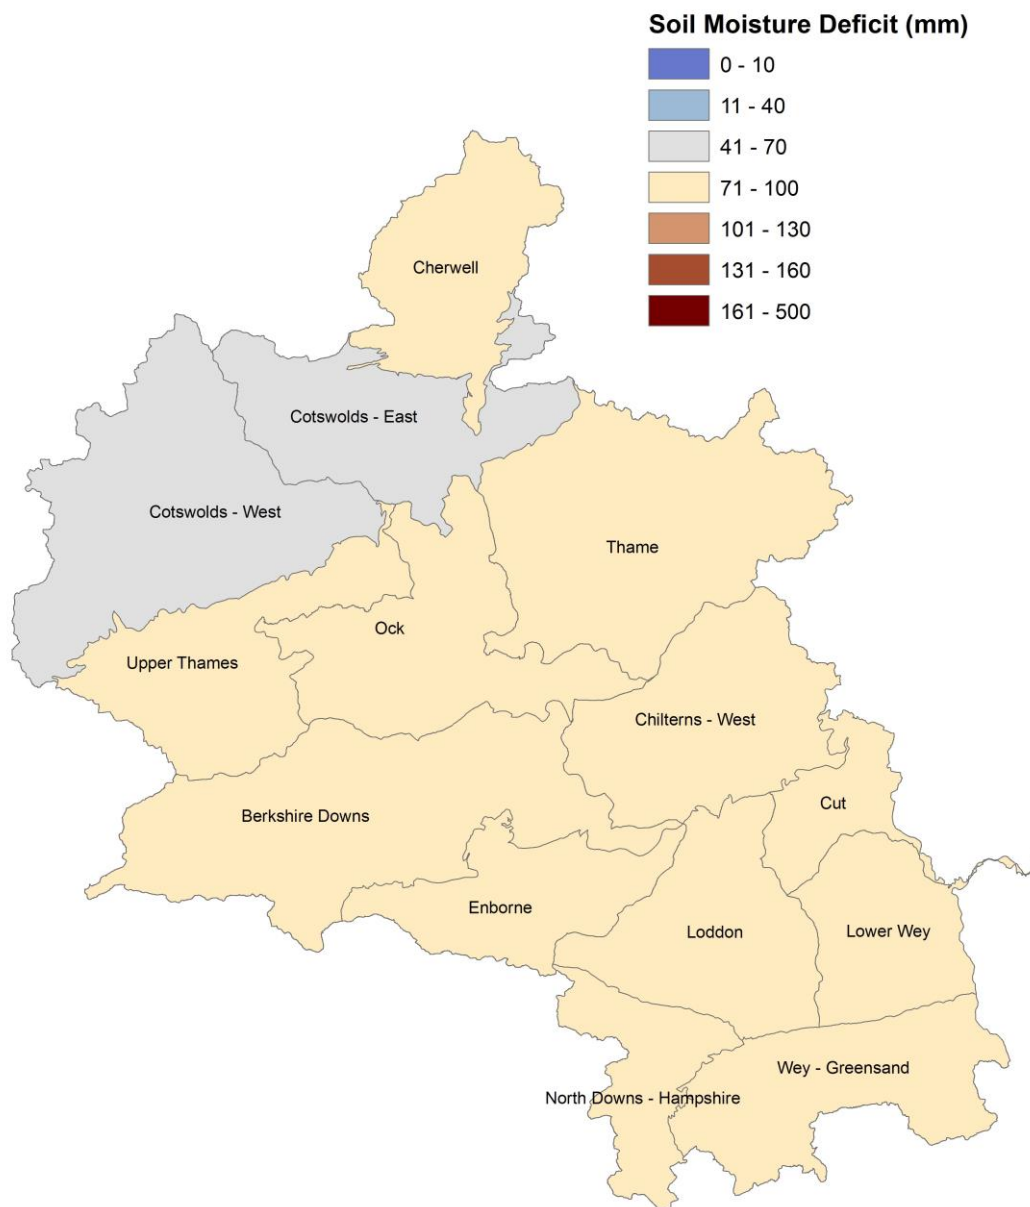 Soil Moisture Deficit (mm)
0 - 10
11 - 40
41 - 70
71 - 100
101 - 130
131 - 160
161 - 500
Cherwell
Cotswolds - East
Cotswolds - West
Thame
Ock
Upper Thames
Chilterns - West
Cut
Berkshire Downs
Enborne
Loddon
Lower Wey
Wey - Greensand
North Downs - Hampshire